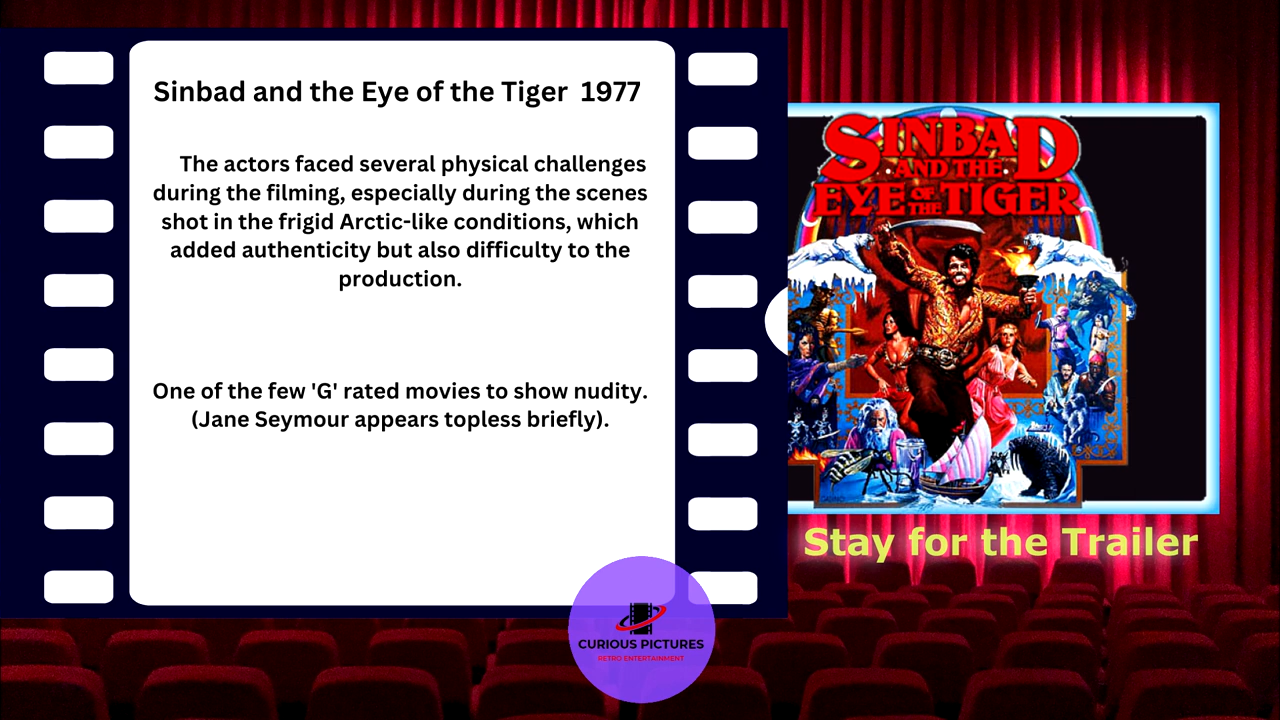 Sinbad and the Eye of the Tiger 1977
The actors faced several physical challenges
during the filming, especially during the scenes
shot in the frigid Arctic-like conditions, which
added authenticity but also difficulty to the
production.
One of the few 'G' rated movies to show nudity.
(Jane Seymour appears topless briefly).
SINBAD
AND THE
EYE OF THE TIGER
Stay for the Trailer
CURIOUS PICTURES
RETRO ENTERTAINMENT